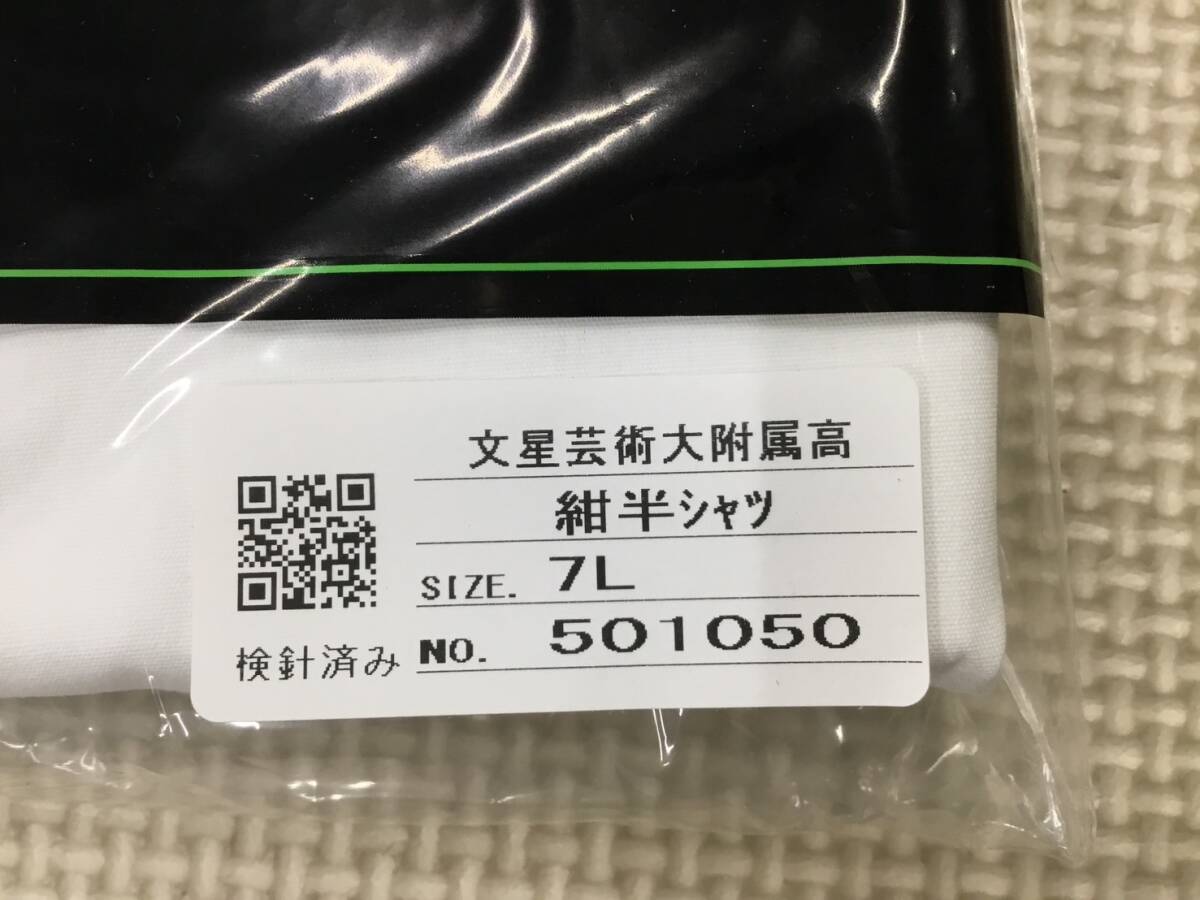 文星芸術大附属高
紺半シャツ
SIZE. 7L
NO. 501050
検針済み